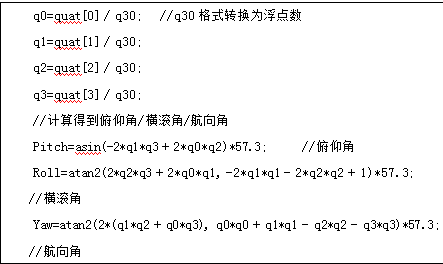 q0=quat[0] / q30;  //q30 格式转换为浮点数
q1=quat[1] / q30;
q2=quat[2] / q30;
q3=quat[3] / q30;
//计算得到俯仰角/横滚角/航向角
Pitch=asin(-2*q1*q3 + 2*q0*q2)*57.3;  //俯仰角
Roll=atan2(2*q2*q3 + 2*q0*q1, -2*q1*q1 - 2*q2*q2 + 1)*57.3;
//横滚角
Yaw=atan2(2*(q1*q2 + q0*q3), q0*q0 + q1*q1 - q2*q2 - q3*q3)*57.3;
//航向角